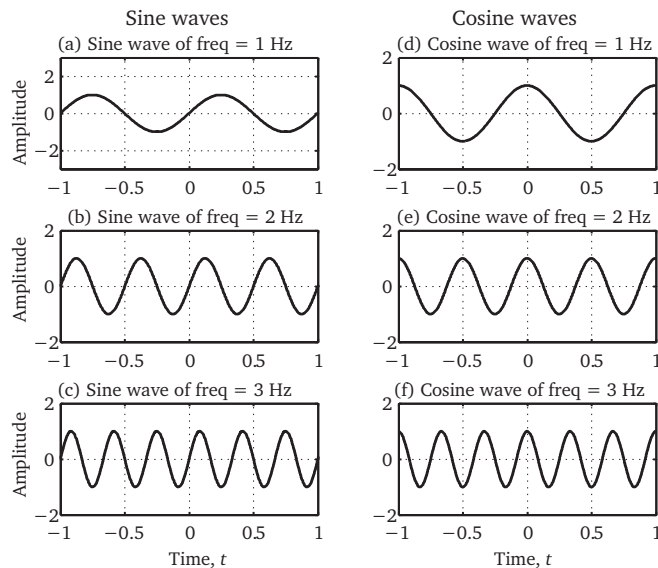 Sine waves
(a) Sine wave of freq = 1 Hz
Amplitude
2
0
−2
−1 −0.5 0 0.5 1
(b) Sine wave of freq = 2 Hz
Amplitude
2
0
−2
−1 −0.5 0 0.5 1
(c) Sine wave of freq = 3 Hz
Amplitude
2
0
−2
−1 −0.5 0 0.5 1
Time, t
Cosine waves
(d) Cosine wave of freq = 1 Hz
2
0
−2
−1 −0.5 0 0.5 1
(e) Cosine wave of freq = 2 Hz
2
0
−2
−1 −0.5 0 0.5 1
(f) Cosine wave of freq = 3 Hz
2
0
−2
−1 −0.5 0 0.5 1
Time, t